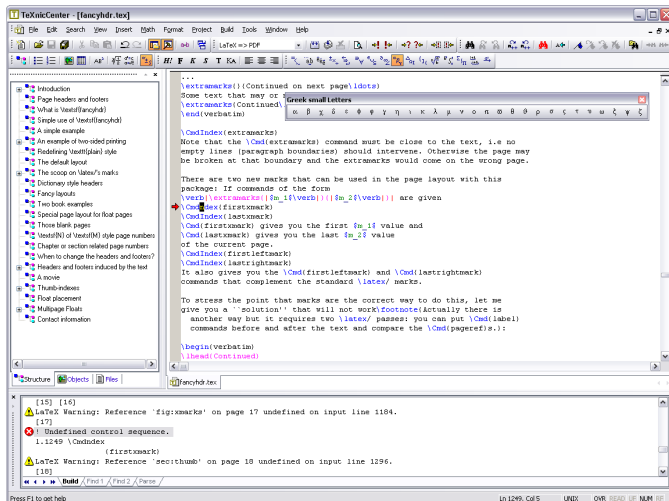 TeXnicCenter - [fancyhdr.tex]
File Edit Search View Insert Math Format Project Build Tools Window Help
LaTeX => PDF
Introduction
Page headers and footers
What is \textsf{fancyhdr}
Simple use of \textsf{fancyhdr}
A simple example
An example of two-sided printing
Redefining \texttt{plain} style
The default layout
The scoop on \latex/'s marks
Dictionary style headers
Fancy layouts
Two book examples
Special page layout for float pages
Those blank pages
\textsf{N} of \textsf{M} style page numbers
Chapter or section related page numbers
When to change the headers and footers?
Headers and footers induced by the text
A movie
Thumb-indexes
Float placement
Multipage Floats
Contact information
Structure Objects Files
...
\extramarks{}{Continued on next page\ldots}
Some text that may or
\extramarks{Continued\
\end{verbatim}
Greek small Letters
α β χ δ ε ϕ φ γ η ι κ λ μ ν ο π ϖ θ ϑ ρ σ ς τ υ ω ξ ψ ζ
\CmdIndex{extramarks}
Note that the \Cmd{extramarks} command must be close to the text, i.e no
empty lines (paragraph boundaries) should intervene. Otherwise the page may
be broken at that boundary and the extramarks would come on the wrong page.
There are two new marks that can be used in the page layout with this
package: If commands of the form
\verb|\extramarks{|$m_1$\verb|}{|$m_2$\verb|}| are given
\CmdIndex{firstxmark}
\CmdIndex{lastxmark}
\Cmd{firstxmark} gives you the first $m_1$ value and
\Cmd{lastxmark} gives you the last $m_2$ value
of the current page.
\CmdIndex{firstleftmark}
\CmdIndex{lastrightmark}
It also gives you the \Cmd{firstleftmark} and \Cmd{lastrightmark}
commands that complement the standard \latex/ marks.
To stress the point that marks are the correct way to do this, let me
give you a ``solution'' that will not work\footnote{Actually there is
another way but it requires two \latex/ passes: you can put \Cmd{label}
commands before and after the text and compare the \Cmd{pageref}s.}:
\begin{verbatim}
\lhead{Continued}
fancyhdr.tex
[15] [16]
LaTeX Warning: Reference `fig:xmarks' on page 17 undefined on input line 1184.
[17]
! Undefined control sequence.
l.1249 \Cmdndex
{firstxmark}
LaTeX Warning: Reference `sec:thumb' on page 18 undefined on input line 1296.
[18]
Build Find 1 Find 2 Parse
Press F1 to get help Ln 1249, Col 5 UNIX OVR READ LF NUM RF